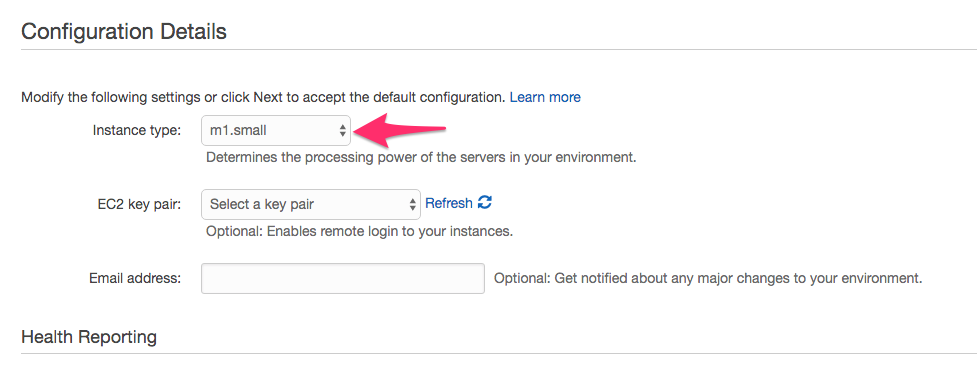 Configuration Details
Modify the following settings or click Next to accept the default configuration. Learn more
Instance type: m1.small
Determines the processing power of the servers in your environment.
EC2 key pair: Select a key pair Refresh
Optional: Enables remote login to your instances.
Email address: Optional: Get notified about any major changes to your environment.
Health Reporting